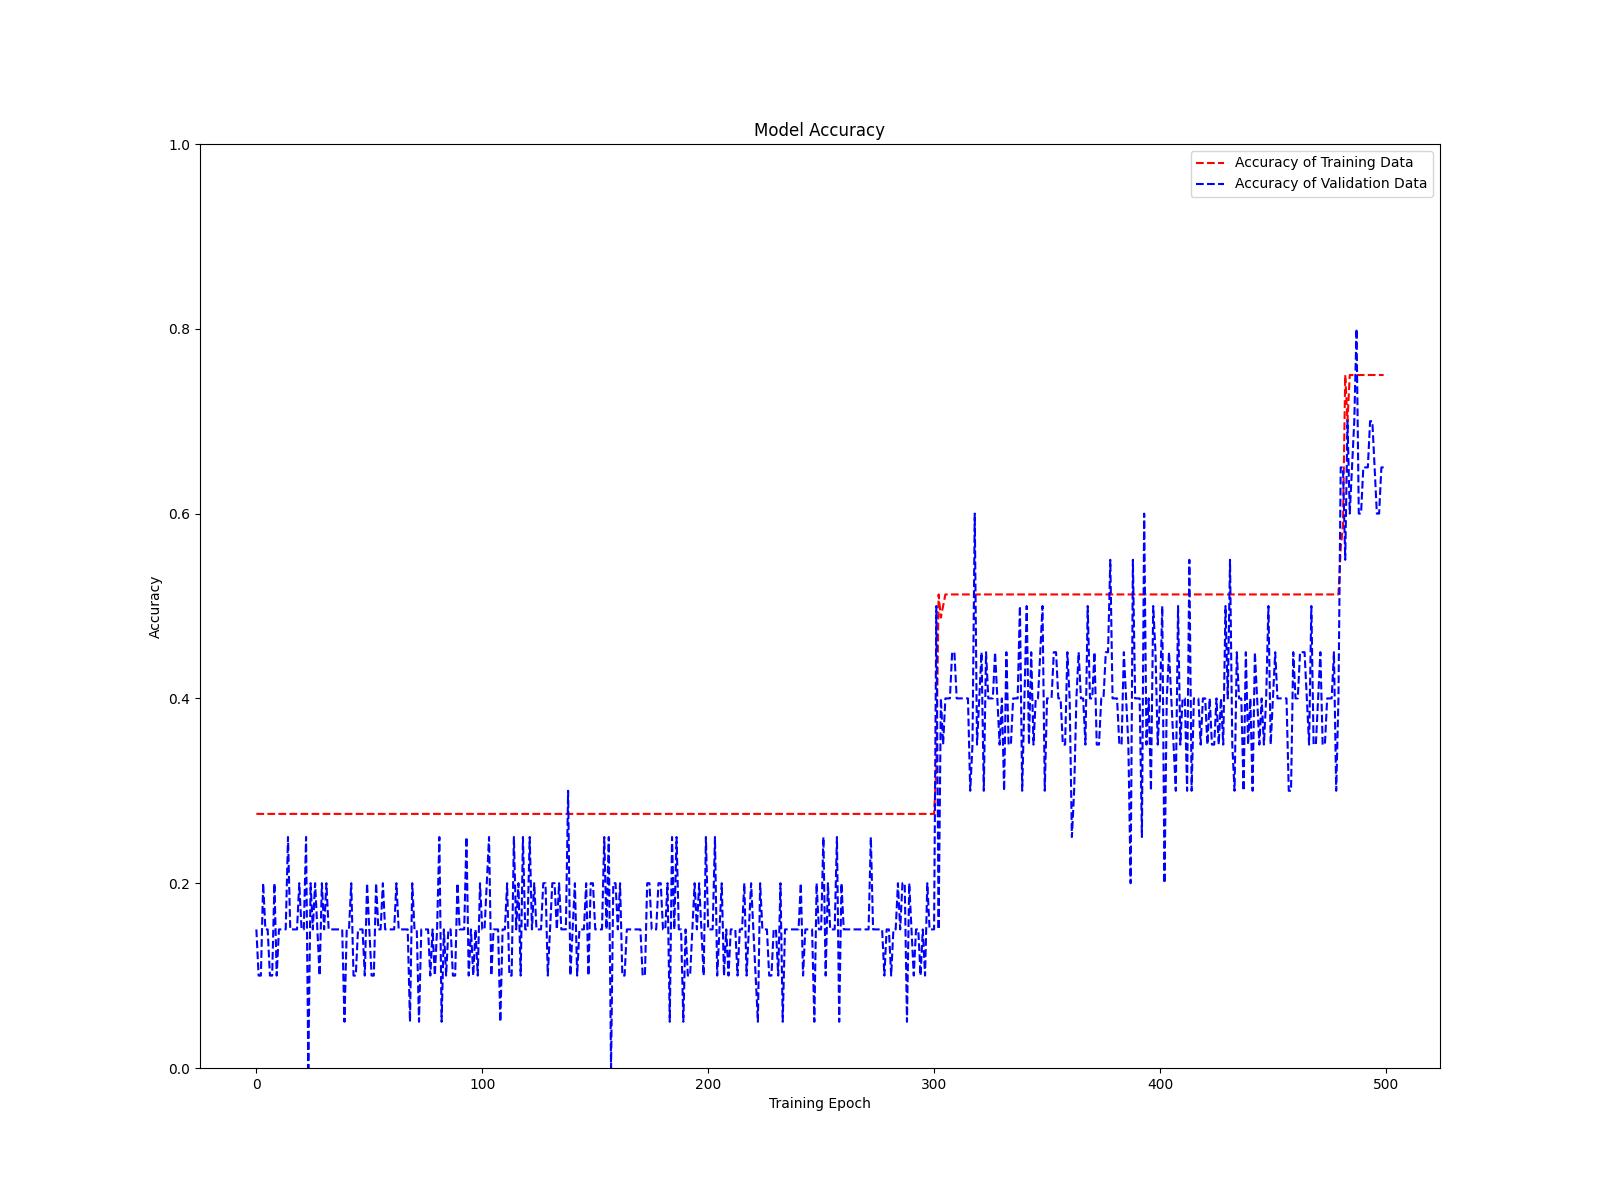 Model Accuracy
1.0
Accuracy of Training Data
Accuracy of Validation Data
0.8
0.6
Accuracy
0.4
0.2
0.0
0 100 200 300 400 500
Training Epoch